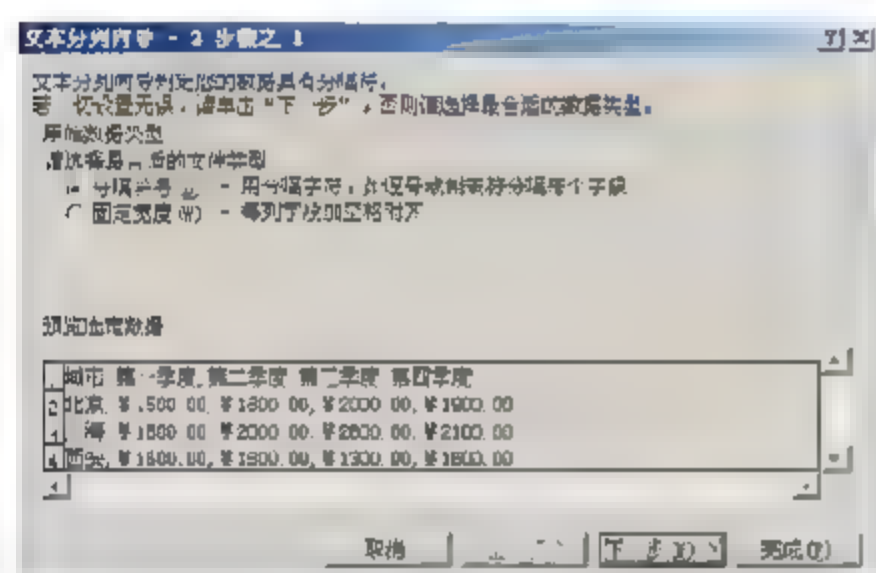 文本分列向导 - 3 步骤之 1
文本分列向导判定您的数据具有分隔符。
若一切设置无误，请单击“下一步”，否则请选择最合适的数据类型。
原始数据类型
请选择最合适的文件类型
分隔符号 - 用分隔字符，如逗号或制表符分隔每个字段
固定宽度(W) - 每列字段加空格对齐
预览选定数据
城市 第一季度,第二季度 第三季度 第四季度
2 北京, 500.00, ¥1800.00, ¥2000.00, ¥1900.00
海 ¥1500.00 ¥2000.00, ¥2600.00, ¥2100.00
4 西安, ¥1600.00, ¥1800.00, ¥1300.00, ¥1800.00
取消
下一步(N)
完成(F)